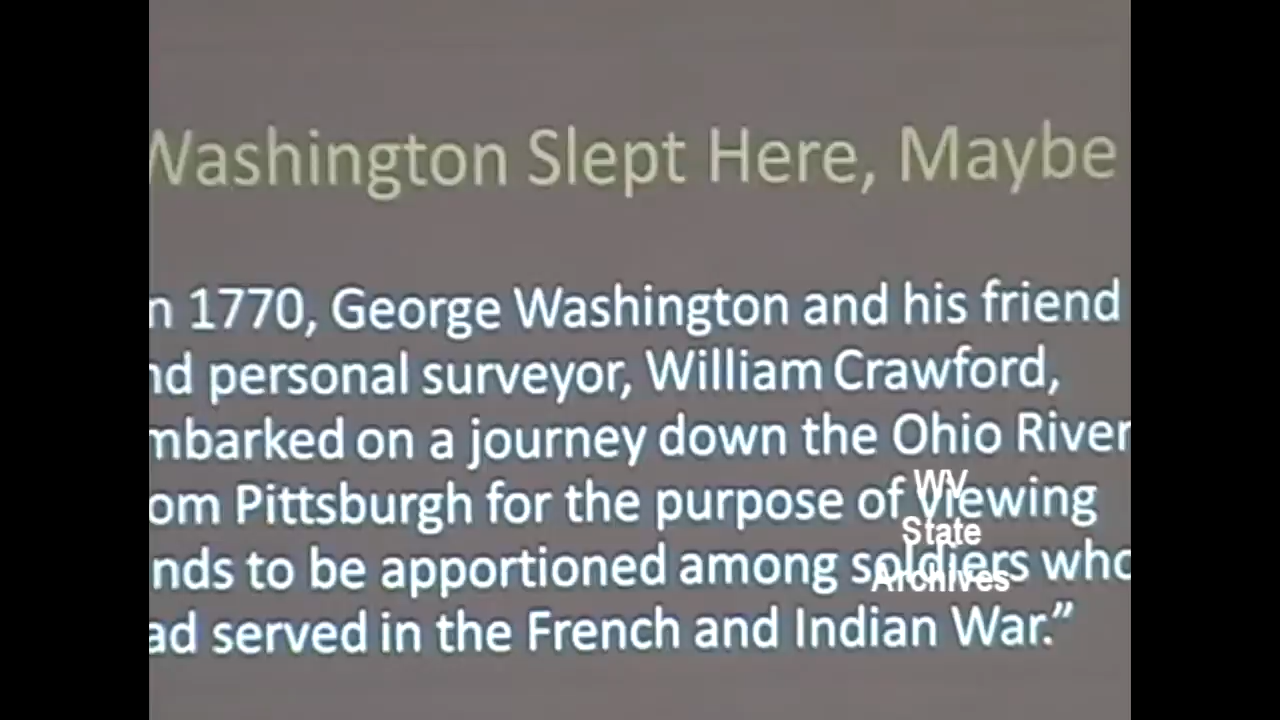 Washington Slept Here, Maybe
n 1770, George Washington and his friend
nd personal surveyor, William Crawford,
mbarked on a journey down the Ohio River
om Pittsburgh for the purpose of viewing
nds to be apportioned among soldiers who
ad served in the French and Indian War.”
WV
State
Archives